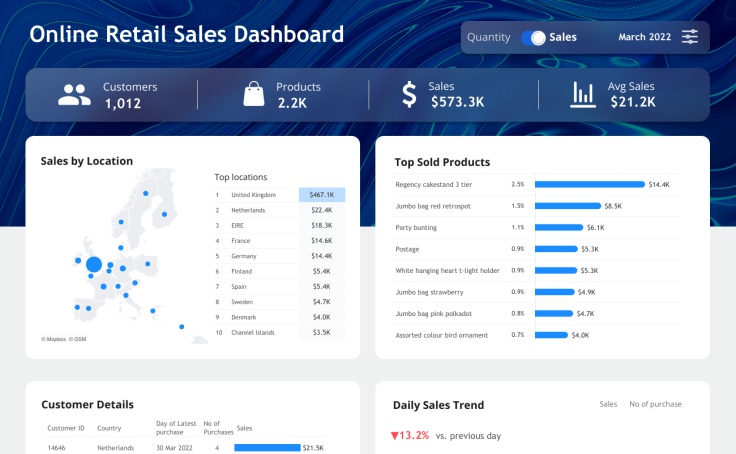 Online Retail Sales Dashboard
Quantity Sales March 2022
Customers
1,012
Products
2.2K
Sales
$573.3K
Avg Sales
$21.2K
Sales by Location
Top locations
1 United Kingdom $467.1K
2 Netherlands $22.4K
3 EIRE $18.3K
4 France $14.6K
5 Germany $14.4K
6 Finland $5.4K
7 Spain $5.4K
8 Sweden $4.7K
9 Denmark $4.0K
10 Channel Islands $3.5K
© Mapbox © OSM
Top Sold Products
Regency cakestand 3 tier 2.5% $14.4K
Jumbo bag red retrospot 1.5% $8.5K
Party bunting 1.1% $6.1K
Postage 0.9% $5.3K
White hanging heart t-light holder 0.9% $5.3K
Jumbo bag strawberry 0.9% $4.9K
Jumbo bag pink polkadot 0.8% $4.7K
Assorted colour bird ornament 0.7% $4.0K
Customer Details
Customer ID Country Day of Latest purchase No of Purchases Sales
14646 Netherlands 30 Mar 2022 4 $21.5K
Daily Sales Trend
Sales No of purchase
▼13.2% vs. previous day